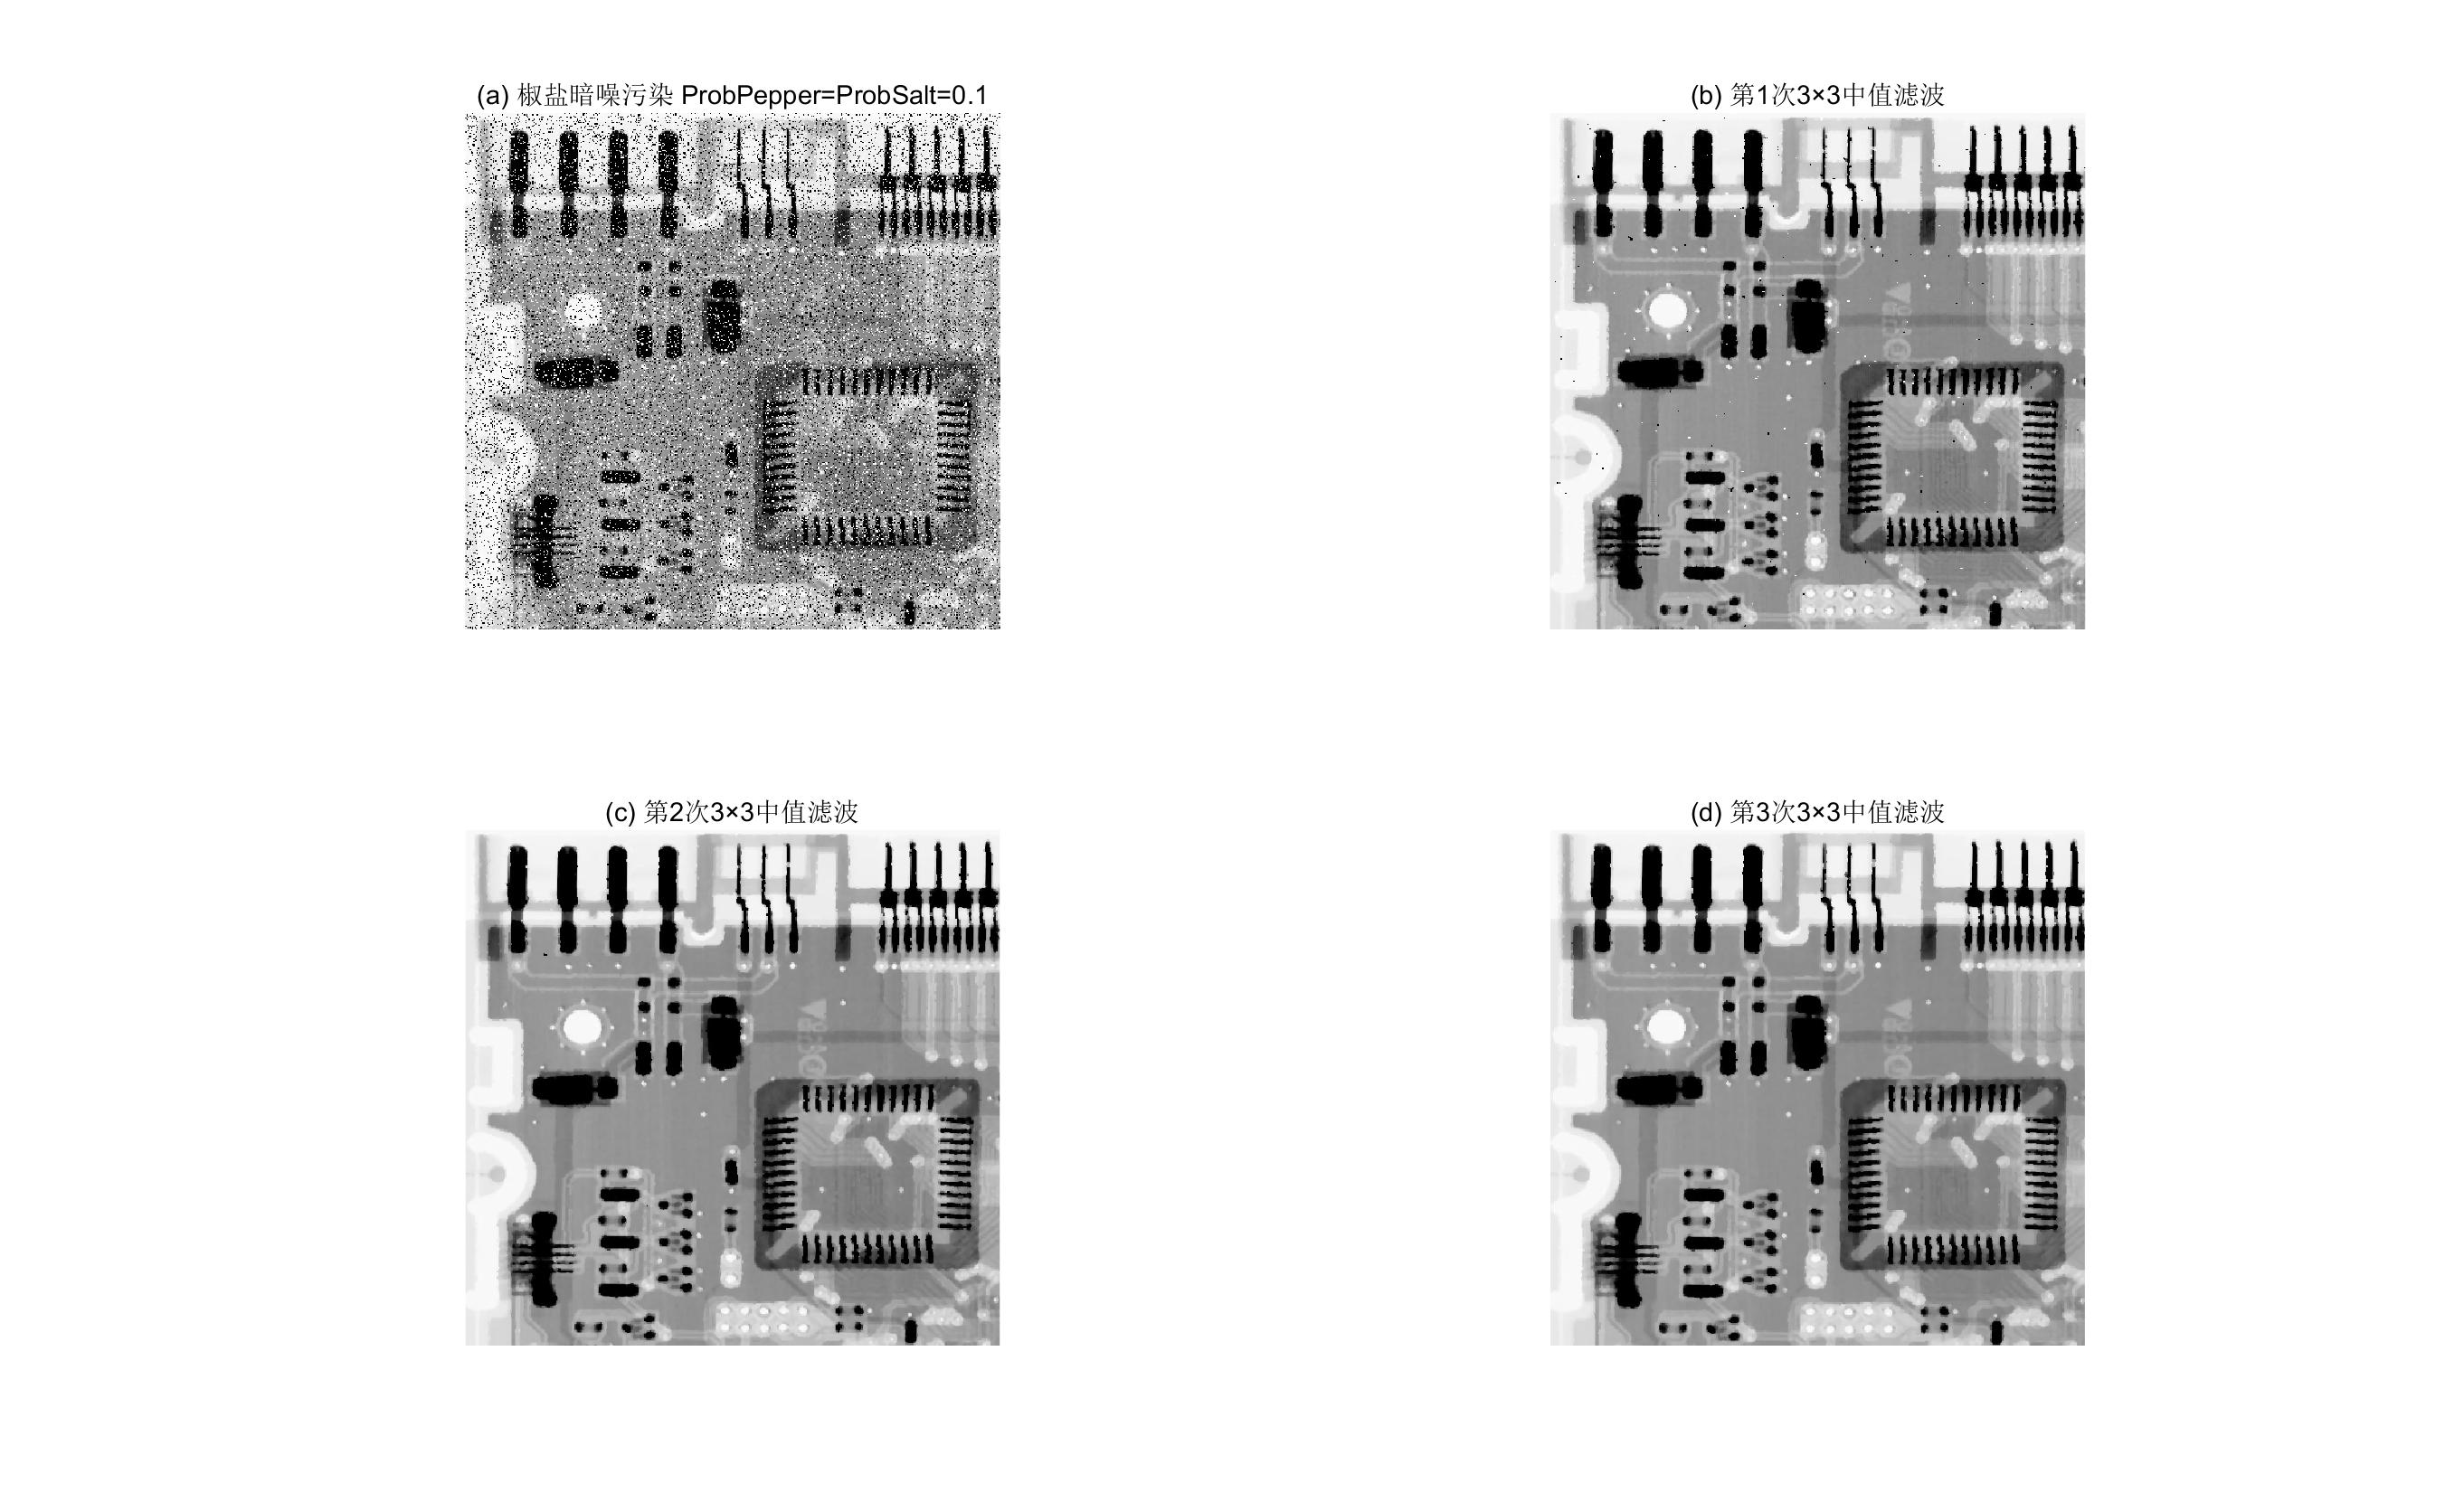 (a) 椒盐暗噪污染 ProbPepper=ProbSalt=0.1
(b) 第1次3×3中值滤波
(c) 第2次3×3中值滤波
(d) 第3次3×3中值滤波